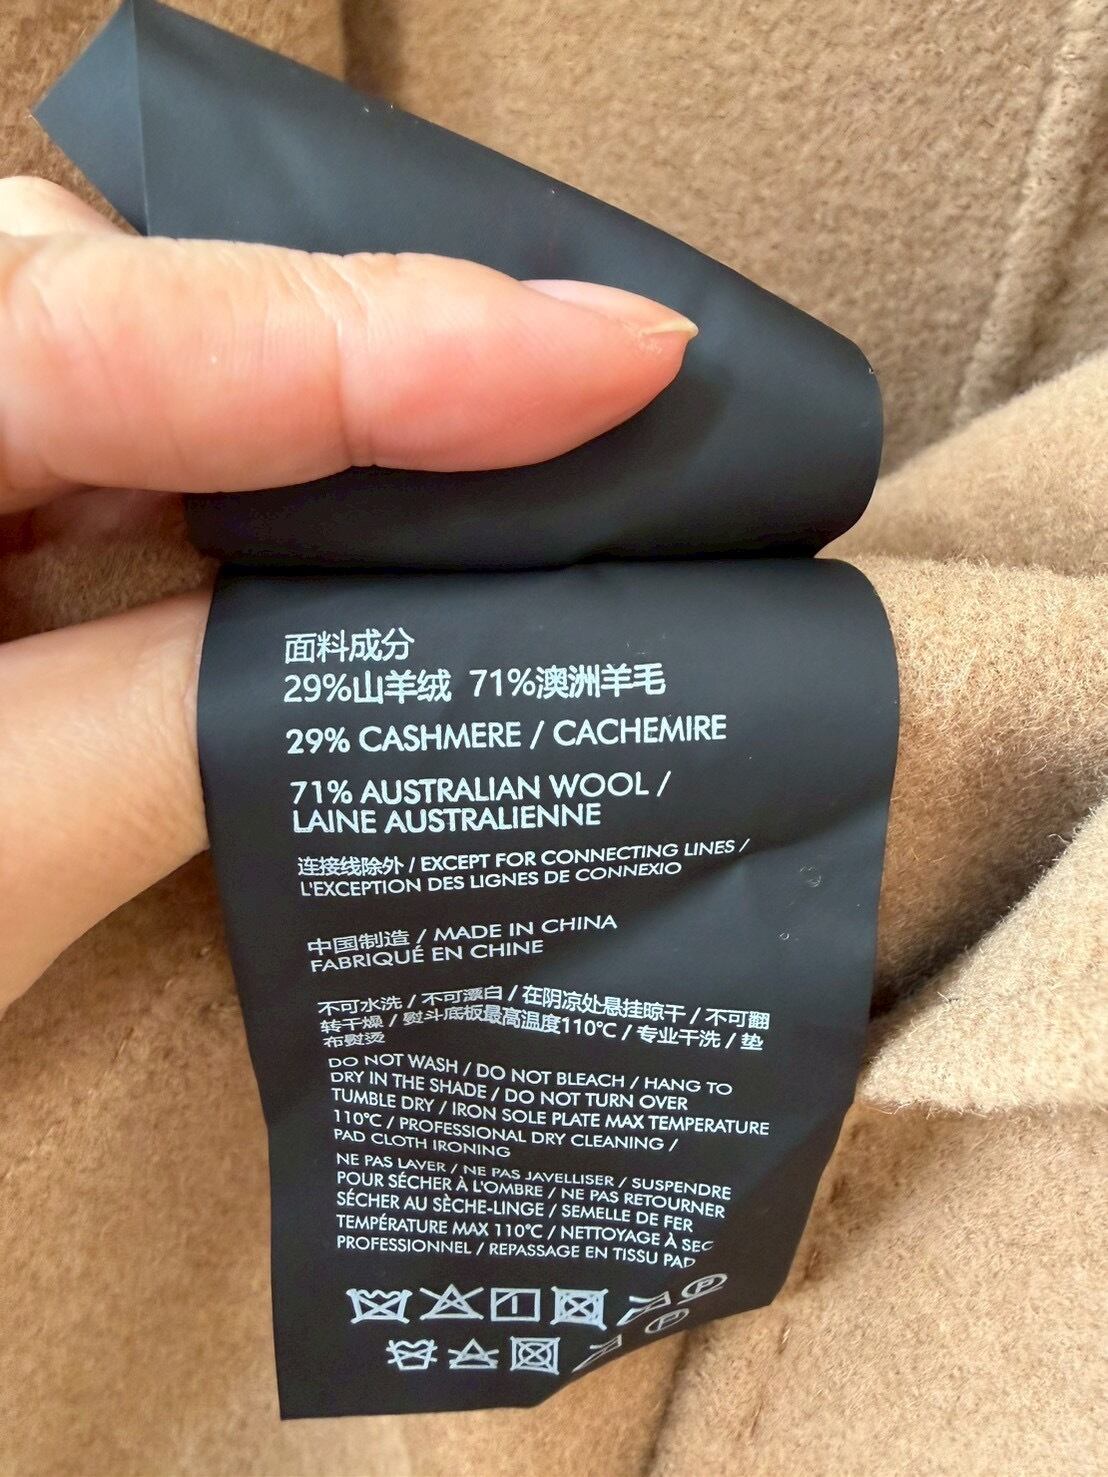 面料成分
29%山羊绒 71%澳洲羊毛
29% CASHMERE / CACHEMIRE
71% AUSTRALIAN WOOL /
LAINE AUSTRALIENNE
连接线除外 / EXCEPT FOR CONNECTING LINES /
L'EXCEPTION DES LIGNES DE CONNEXIO
中国制造 / MADE IN CHINA
FABRIQUÉ EN CHINE
不可水洗 / 不可漂白 / 在阴凉处悬挂晾干 / 不可翻
转干燥 / 熨斗底板最高温度110℃ / 专业干洗 / 垫
布熨烫
DO NOT WASH / DO NOT BLEACH / HANG TO
DRY IN THE SHADE / DO NOT TURN OVER
TUMBLE DRY / IRON SOLE PLATE MAX TEMPERATURE
110℃ / PROFESSIONAL DRY CLEANING /
PAD CLOTH IRONING
NE PAS LAVER / NE PAS JAVELLISER / SUSPENDRE
POUR SÉCHER À L'OMBRE / NE PAS RETOURNER
SÉCHER AU SÈCHE-LINGE / SEMELLE DE FER
TEMPÉRATURE MAX 110℃ / NETTOYAGE À SEC
PROFESSIONNEL / REPASSAGE EN TISSU PAD
P
P